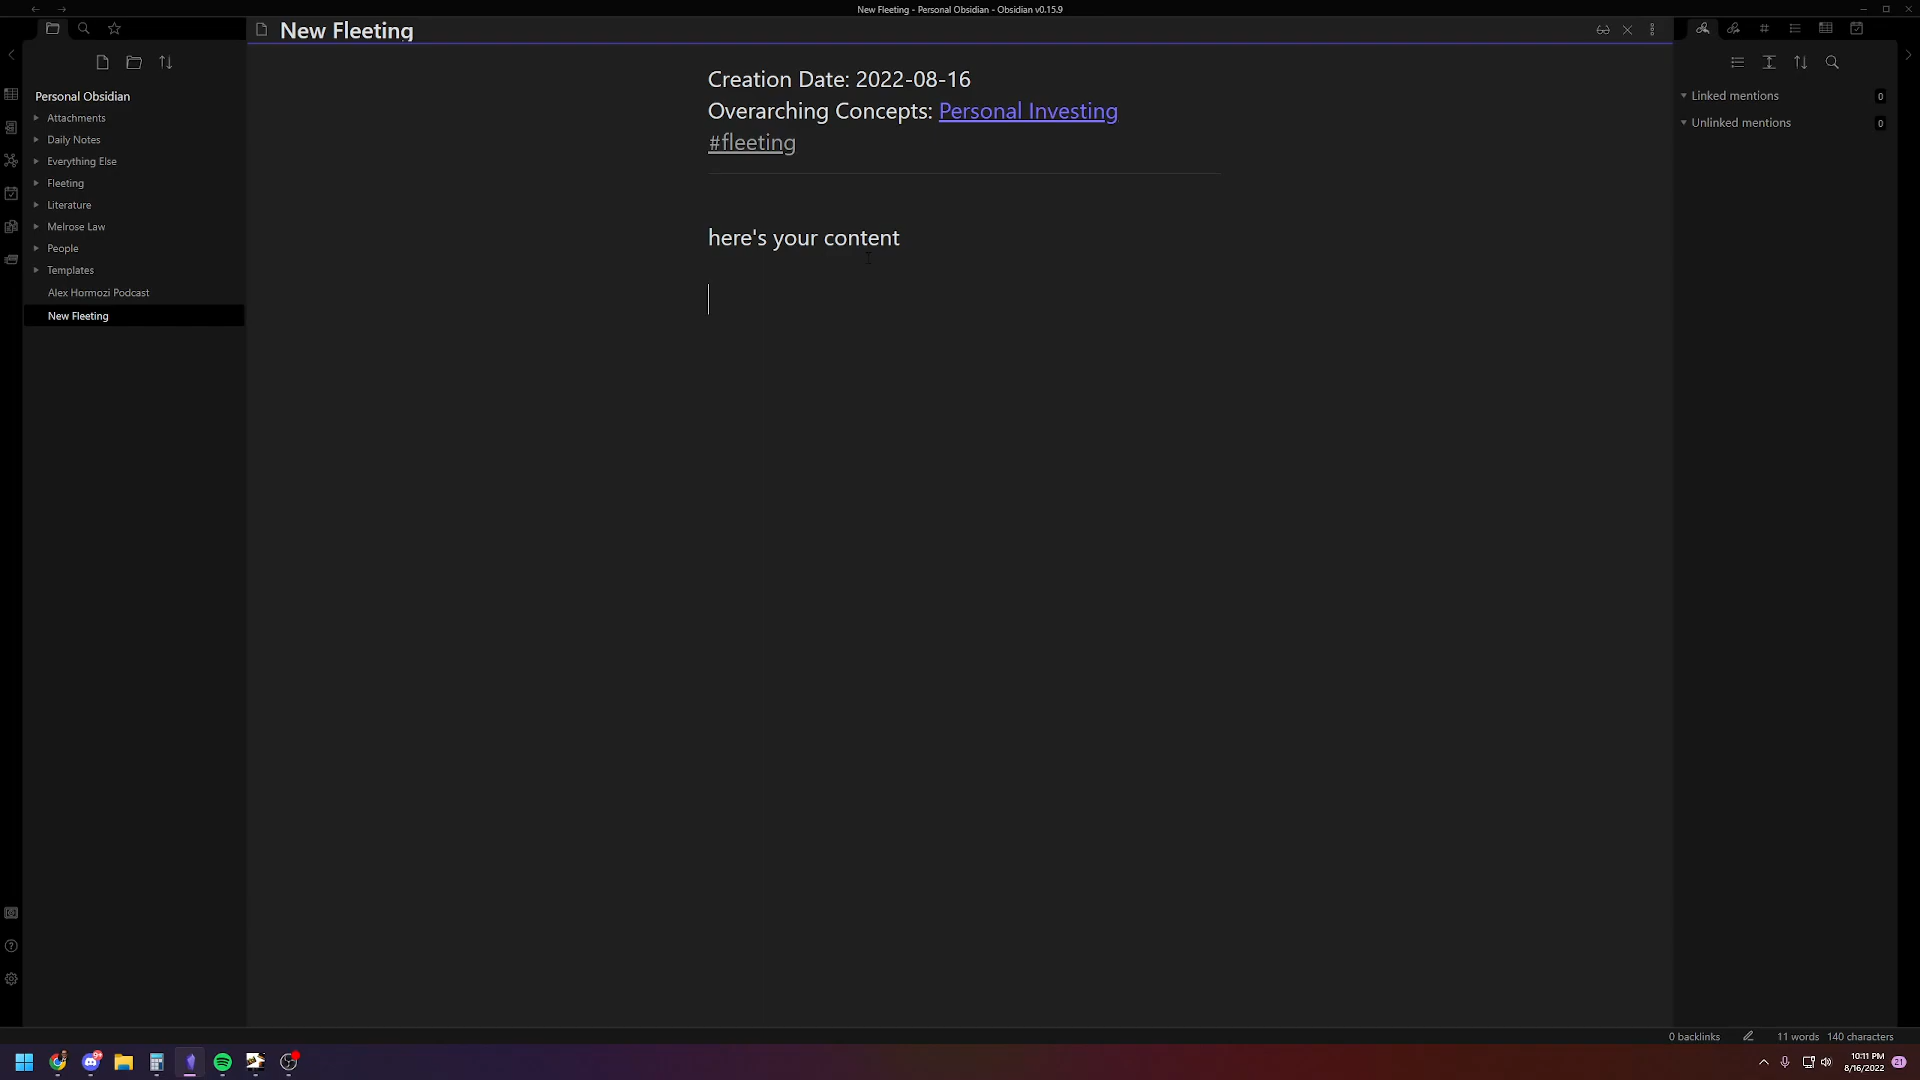 New Fleeting - Personal Obsidian - Obsidian v0.15.9
New Fleeting
Personal Obsidian
Attachments
Daily Notes
Everything Else
Fleeting
Literature
Melrose Law
People
Templates
Alex Hormozi Podcast
New Fleeting
Creation Date: 2022-08-16
Overarching Concepts: Personal Investing
#fleeting
here's your content
Linked mentions 0
Unlinked mentions 0
0 backlinks 11 words 140 characters
10:11 PM
8/16/2022
21